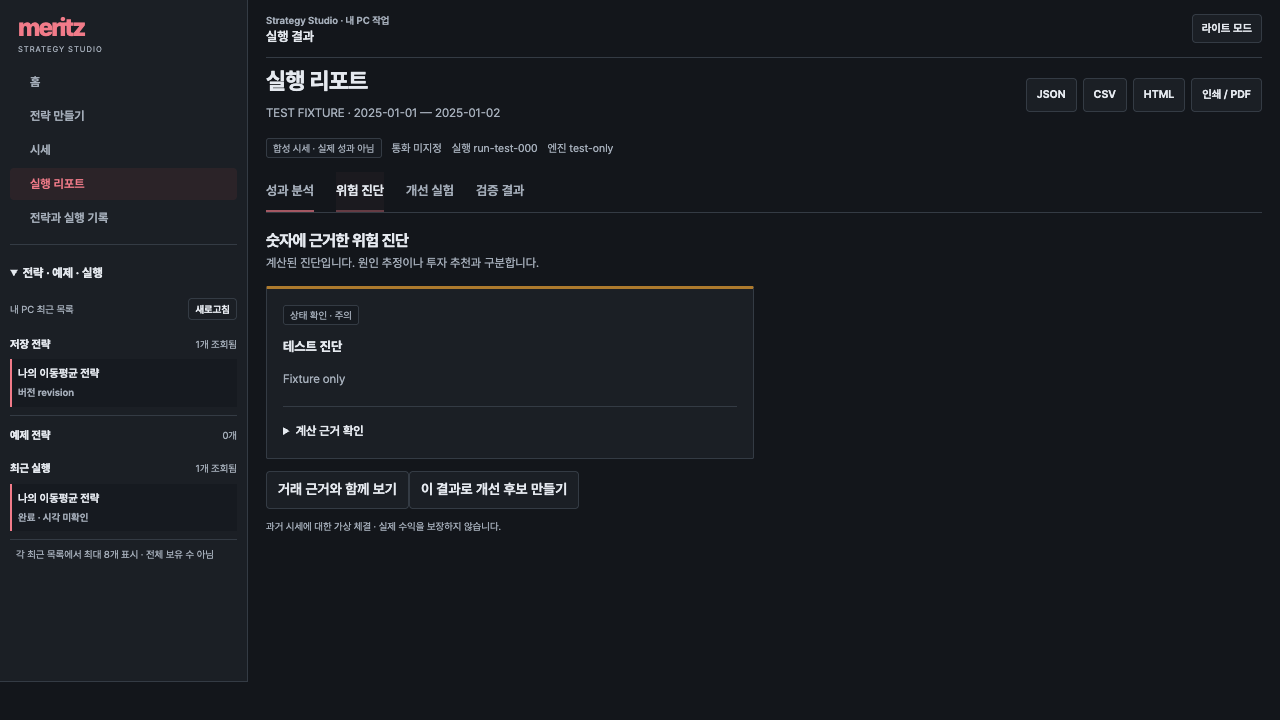 meritz
STRATEGY STUDIO
홈
전략 만들기
시세
실행 리포트
전략과 실행 기록
▼ 전략 · 예제 · 실행
내 PC 최근 목록
새로고침
저장 전략
1개 조회됨
나의 이동평균 전략
버전 revision
예제 전략
0개
최근 실행
1개 조회됨
나의 이동평균 전략
완료 · 시각 미확인
각 최근 목록에서 최대 8개 표시 · 전체 보유 수 아님
Strategy Studio · 내 PC 작업
실행 결과
라이트 모드
실행 리포트
TEST FIXTURE · 2025-01-01 — 2025-01-02
JSON
CSV
HTML
인쇄 / PDF
합성 시세 · 실제 성과 아님
통화 미지정
실행 run-test-000
엔진 test-only
성과 분석
위험 진단
개선 실험
검증 결과
숫자에 근거한 위험 진단
계산된 진단입니다. 원인 추정이나 투자 추천과 구분합니다.
상태 확인 · 주의
테스트 진단
Fixture only
▶ 계산 근거 확인
거래 근거와 함께 보기
이 결과로 개선 후보 만들기
과거 시세에 대한 가상 체결 · 실제 수익을 보장하지 않습니다.